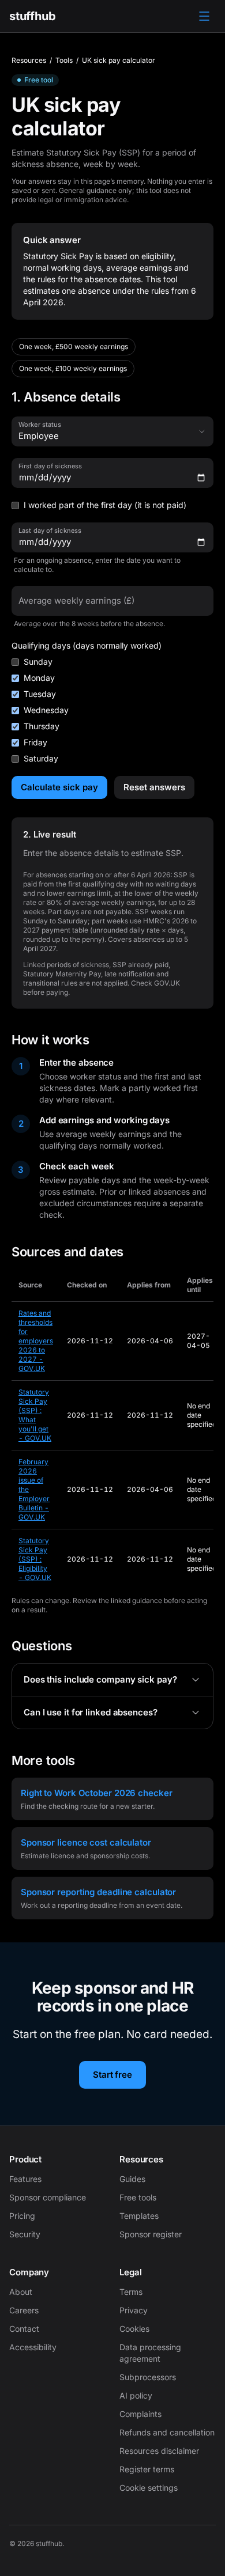 stuffhub
Resources / Tools / UK sick pay calculator
Free tool
UK sick pay
calculator
Estimate Statutory Sick Pay (SSP) for a period of
sickness absence, week by week.
Your answers stay in this page's memory. Nothing you enter is
saved or sent. General guidance only; this tool does not
provide legal or immigration advice.
Quick answer
Statutory Sick Pay is based on eligibility,
normal working days, average earnings and
the rules for the absence dates. This tool
estimates one absence under the rules from 6
April 2026.
One week, £500 weekly earnings
One week, £100 weekly earnings
1. Absence details
Worker status
Employee
First day of sickness
mm/dd/yyyy
I worked part of the first day (it is not paid)
Last day of sickness
mm/dd/yyyy
For an ongoing absence, enter the date you want to
calculate to.
Average weekly earnings (£)
Average over the 8 weeks before the absence.
Qualifying days (days normally worked)
Sunday
Monday
Tuesday
Wednesday
Thursday
Friday
Saturday
Calculate sick pay
Reset answers
2. Live result
Enter the absence details to estimate SSP.
For absences starting on or after 6 April 2026: SSP is
paid from the first qualifying day with no waiting days
and no lower earnings limit, at the lower of the weekly
rate or 80% of average weekly earnings, for up to 28
weeks. Part days are not payable. SSP weeks run
Sunday to Saturday; part weeks use HMRC's 2026 to
2027 payment table (unrounded daily rate × days,
rounded up to the penny). Covers absences up to 5
April 2027.
Linked periods of sickness, SSP already paid,
Statutory Maternity Pay, late notification and
transitional rules are not applied. Check GOV.UK
before paying.
How it works
1
Enter the absence
Choose worker status and the first and last
sickness dates. Mark a partly worked first
day where relevant.
2
Add earnings and working days
Use average weekly earnings and the
qualifying days normally worked.
3
Check each week
Review payable days and the week-by-week
gross estimate. Prior or linked absences and
excluded circumstances require a separate
check.
Sources and dates
Source Checked on Applies from Applies until
Rates and thresholds for employers 2026 to 2027 - GOV.UK 2026-11-12 2026-04-06 2027-04-05
Statutory Sick Pay (SSP) : What you'll get - GOV.UK 2026-11-12 2026-11-12 No end date specified
February 2026 issue of the Employer Bulletin - GOV.UK 2026-11-12 2026-04-06 No end date specified
Statutory Sick Pay (SSP) : Eligibility - GOV.UK 2026-11-12 2026-11-12 No end date specified
Rules can change. Review the linked guidance before acting
on a result.
Questions
Does this include company sick pay?
Can I use it for linked absences?
More tools
Right to Work October 2026 checker
Find the checking route for a new starter.
Sponsor licence cost calculator
Estimate licence and sponsorship costs.
Sponsor reporting deadline calculator
Work out a reporting deadline from an event date.
Keep sponsor and HR
records in one place
Start on the free plan. No card needed.
Start free
Product
Features
Sponsor compliance
Pricing
Security
Resources
Guides
Free tools
Templates
Sponsor register
Company
About
Careers
Contact
Accessibility
Legal
Terms
Privacy
Cookies
Data processing
agreement
Subprocessors
AI policy
Complaints
Refunds and cancellation
Resources disclaimer
Register terms
Cookie settings
© 2026 stuffhub.